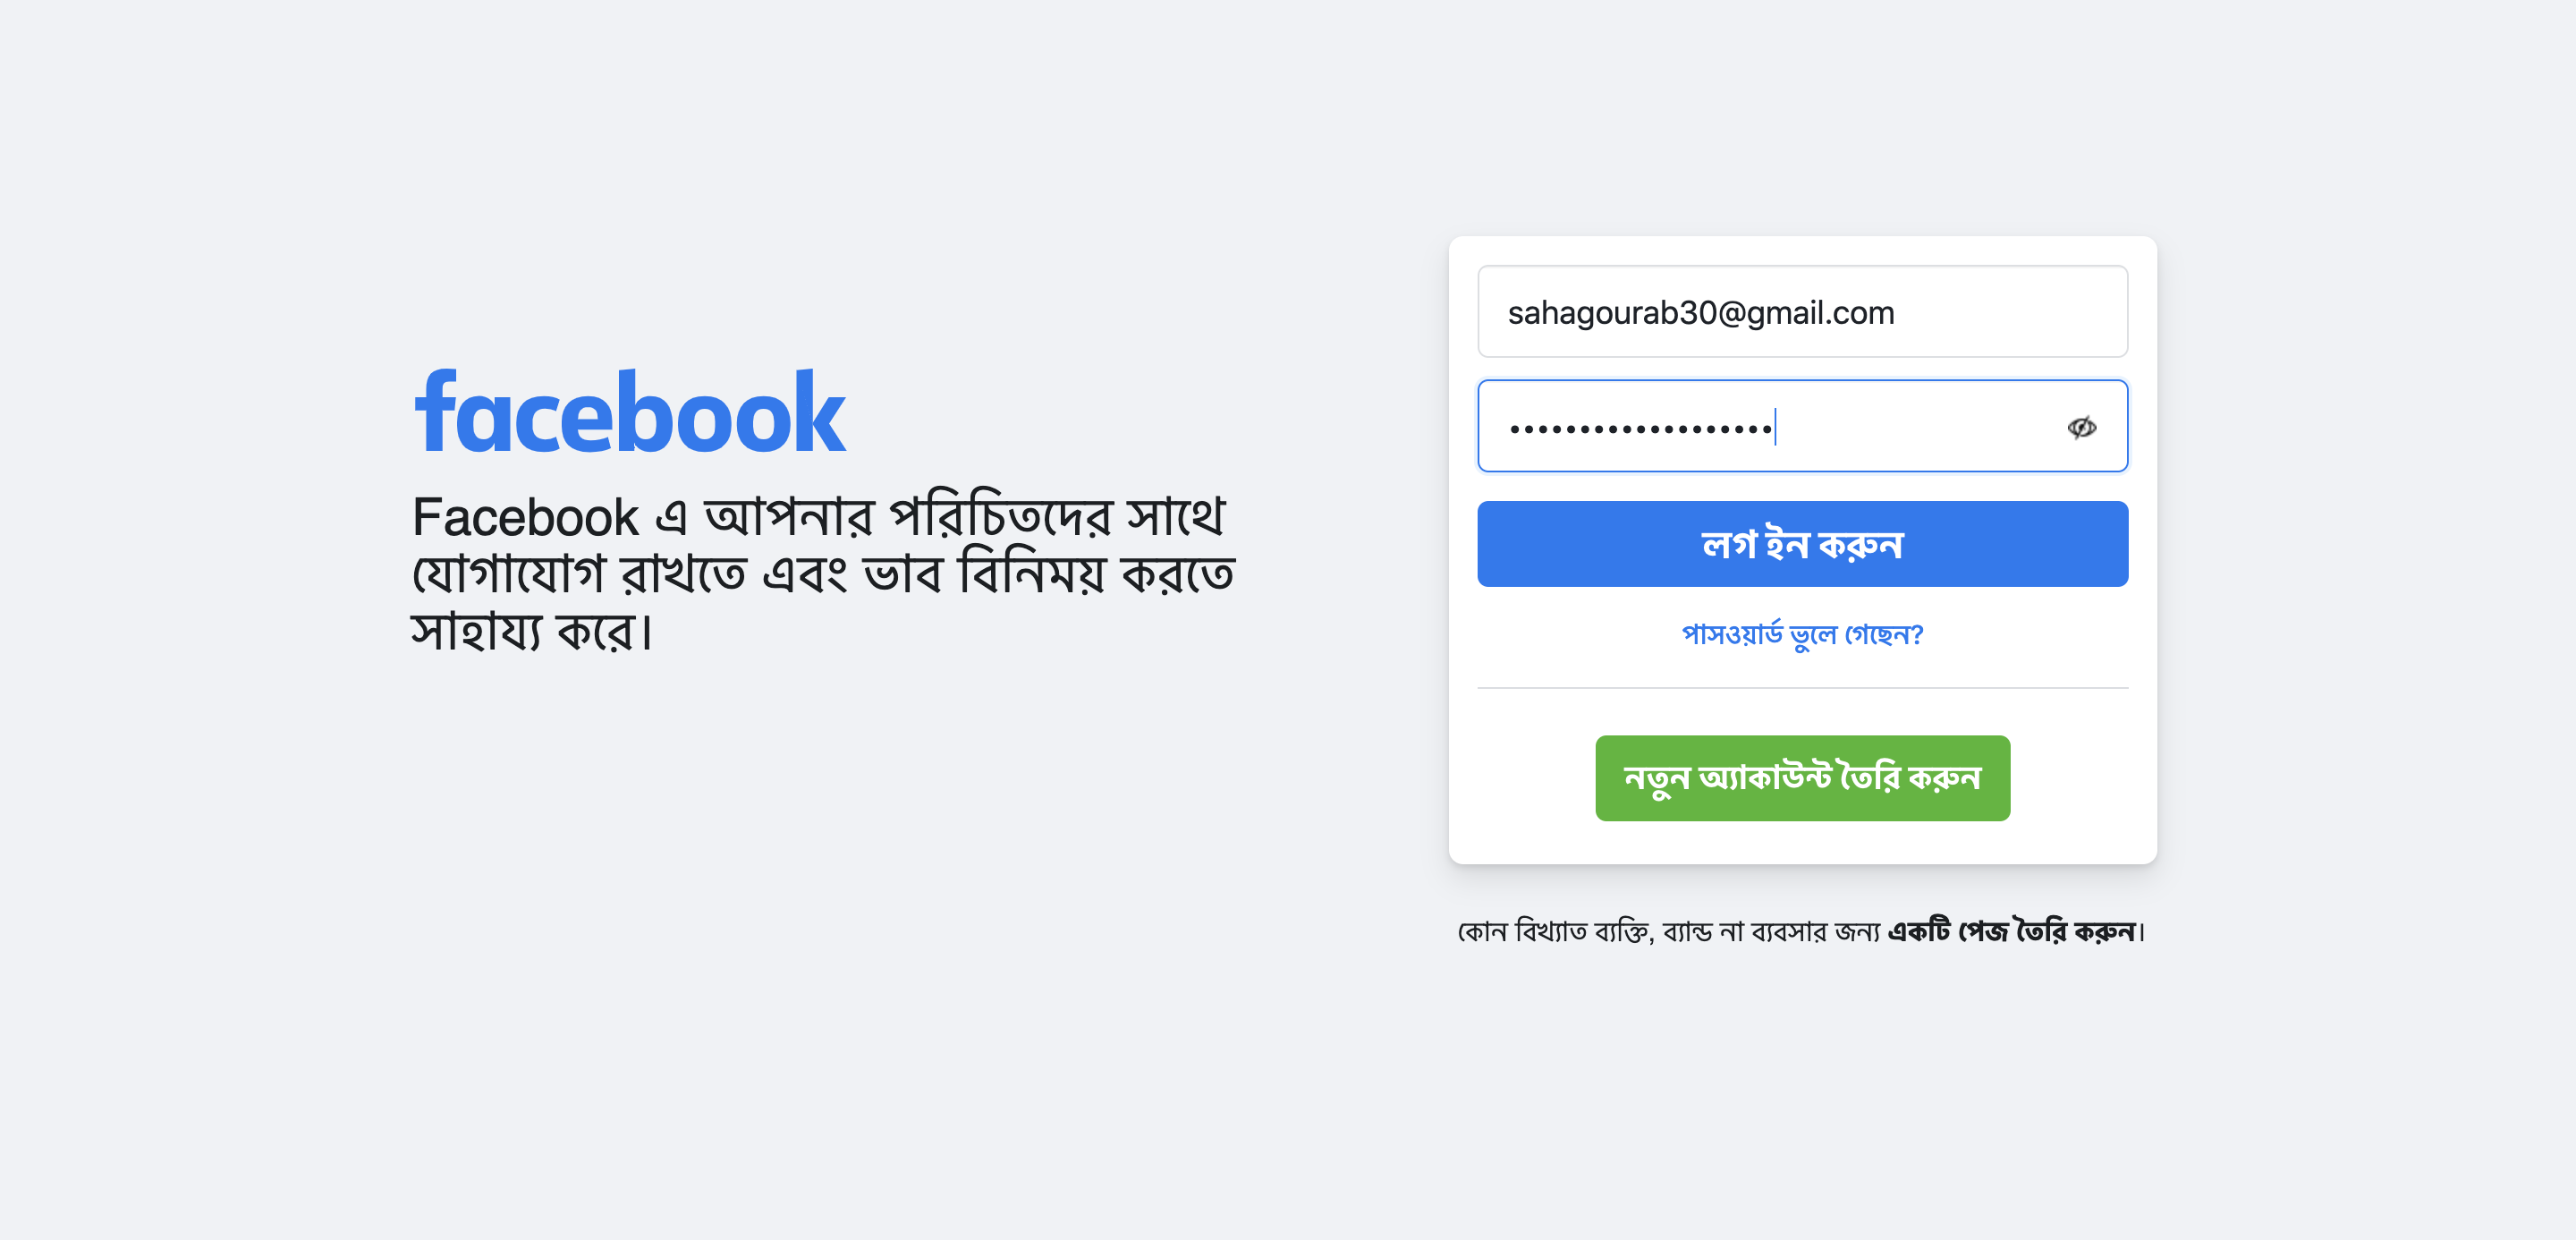 facebook
Facebook এ আপনার পরিচিতদের সাথে
যোগাযোগ রাখতে এবং ভাব বিনিময় করতে
সাহায্য করে।
sahagourab30@gmail.com
•••••••••••••••••••
লগ ইন করুন
পাসওয়ার্ড ভুলে গেছেন?
নতুন অ্যাকাউন্ট তৈরি করুন
কোন বিখ্যাত ব্যক্তি, ব্যান্ড না ব্যবসার জন্য একটি পেজ তৈরি করুন।